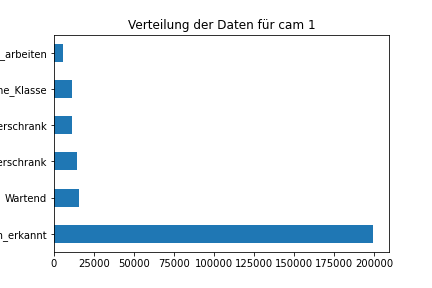 Verteilung der Daten für cam 1
_arbeiten
ne_Klasse
erschrank
erschrank
Wartend
n_erkannt
0 25000 50000 75000 100000 125000 150000 175000 200000